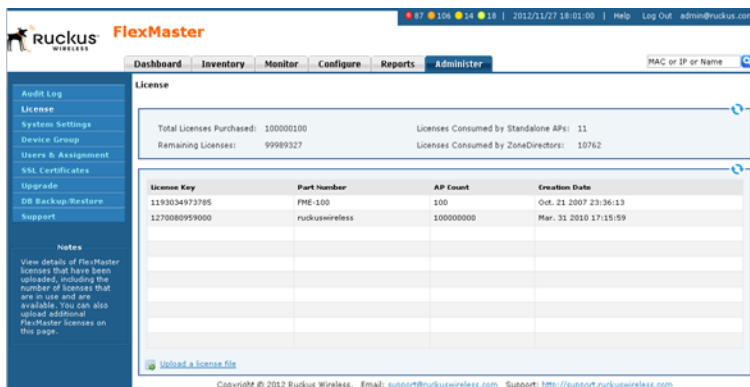 87 106 14 18 | 2012/11/27 18:01:00 | Help Log Out admin@ruckus.com
Ruckus WIRELESS
FlexMaster
Dashboard Inventory Monitor Configure Reports Administer
MAC or IP or Name
Audit Log
License
System Settings
Device Group
Users & Assignment
SSL Certificates
Upgrade
DB Backup/Restore
Support
Notes
View details of FlexMaster
licenses that have been
uploaded, including the
number of licenses that
are in use and are
available. You can also
upload additional
FlexMaster licenses on
this page.
License
Total Licenses Purchased: 100000100 Licenses Consumed by Standalone APs: 11
Remaining Licenses: 99989327 Licenses Consumed by ZoneDirectors: 10762
License Key Part Number AP Count Creation Date
1193034973785 FME-100 100 Oct. 21 2007 23:36:13
1270080959000 ruckuswireless 100000000 Mar. 31 2010 17:15:59
Upload a license file
Copyright © 2012 Ruckus Wireless. Email: support@ruckuswireless.com Support: http://support.ruckuswireless.com